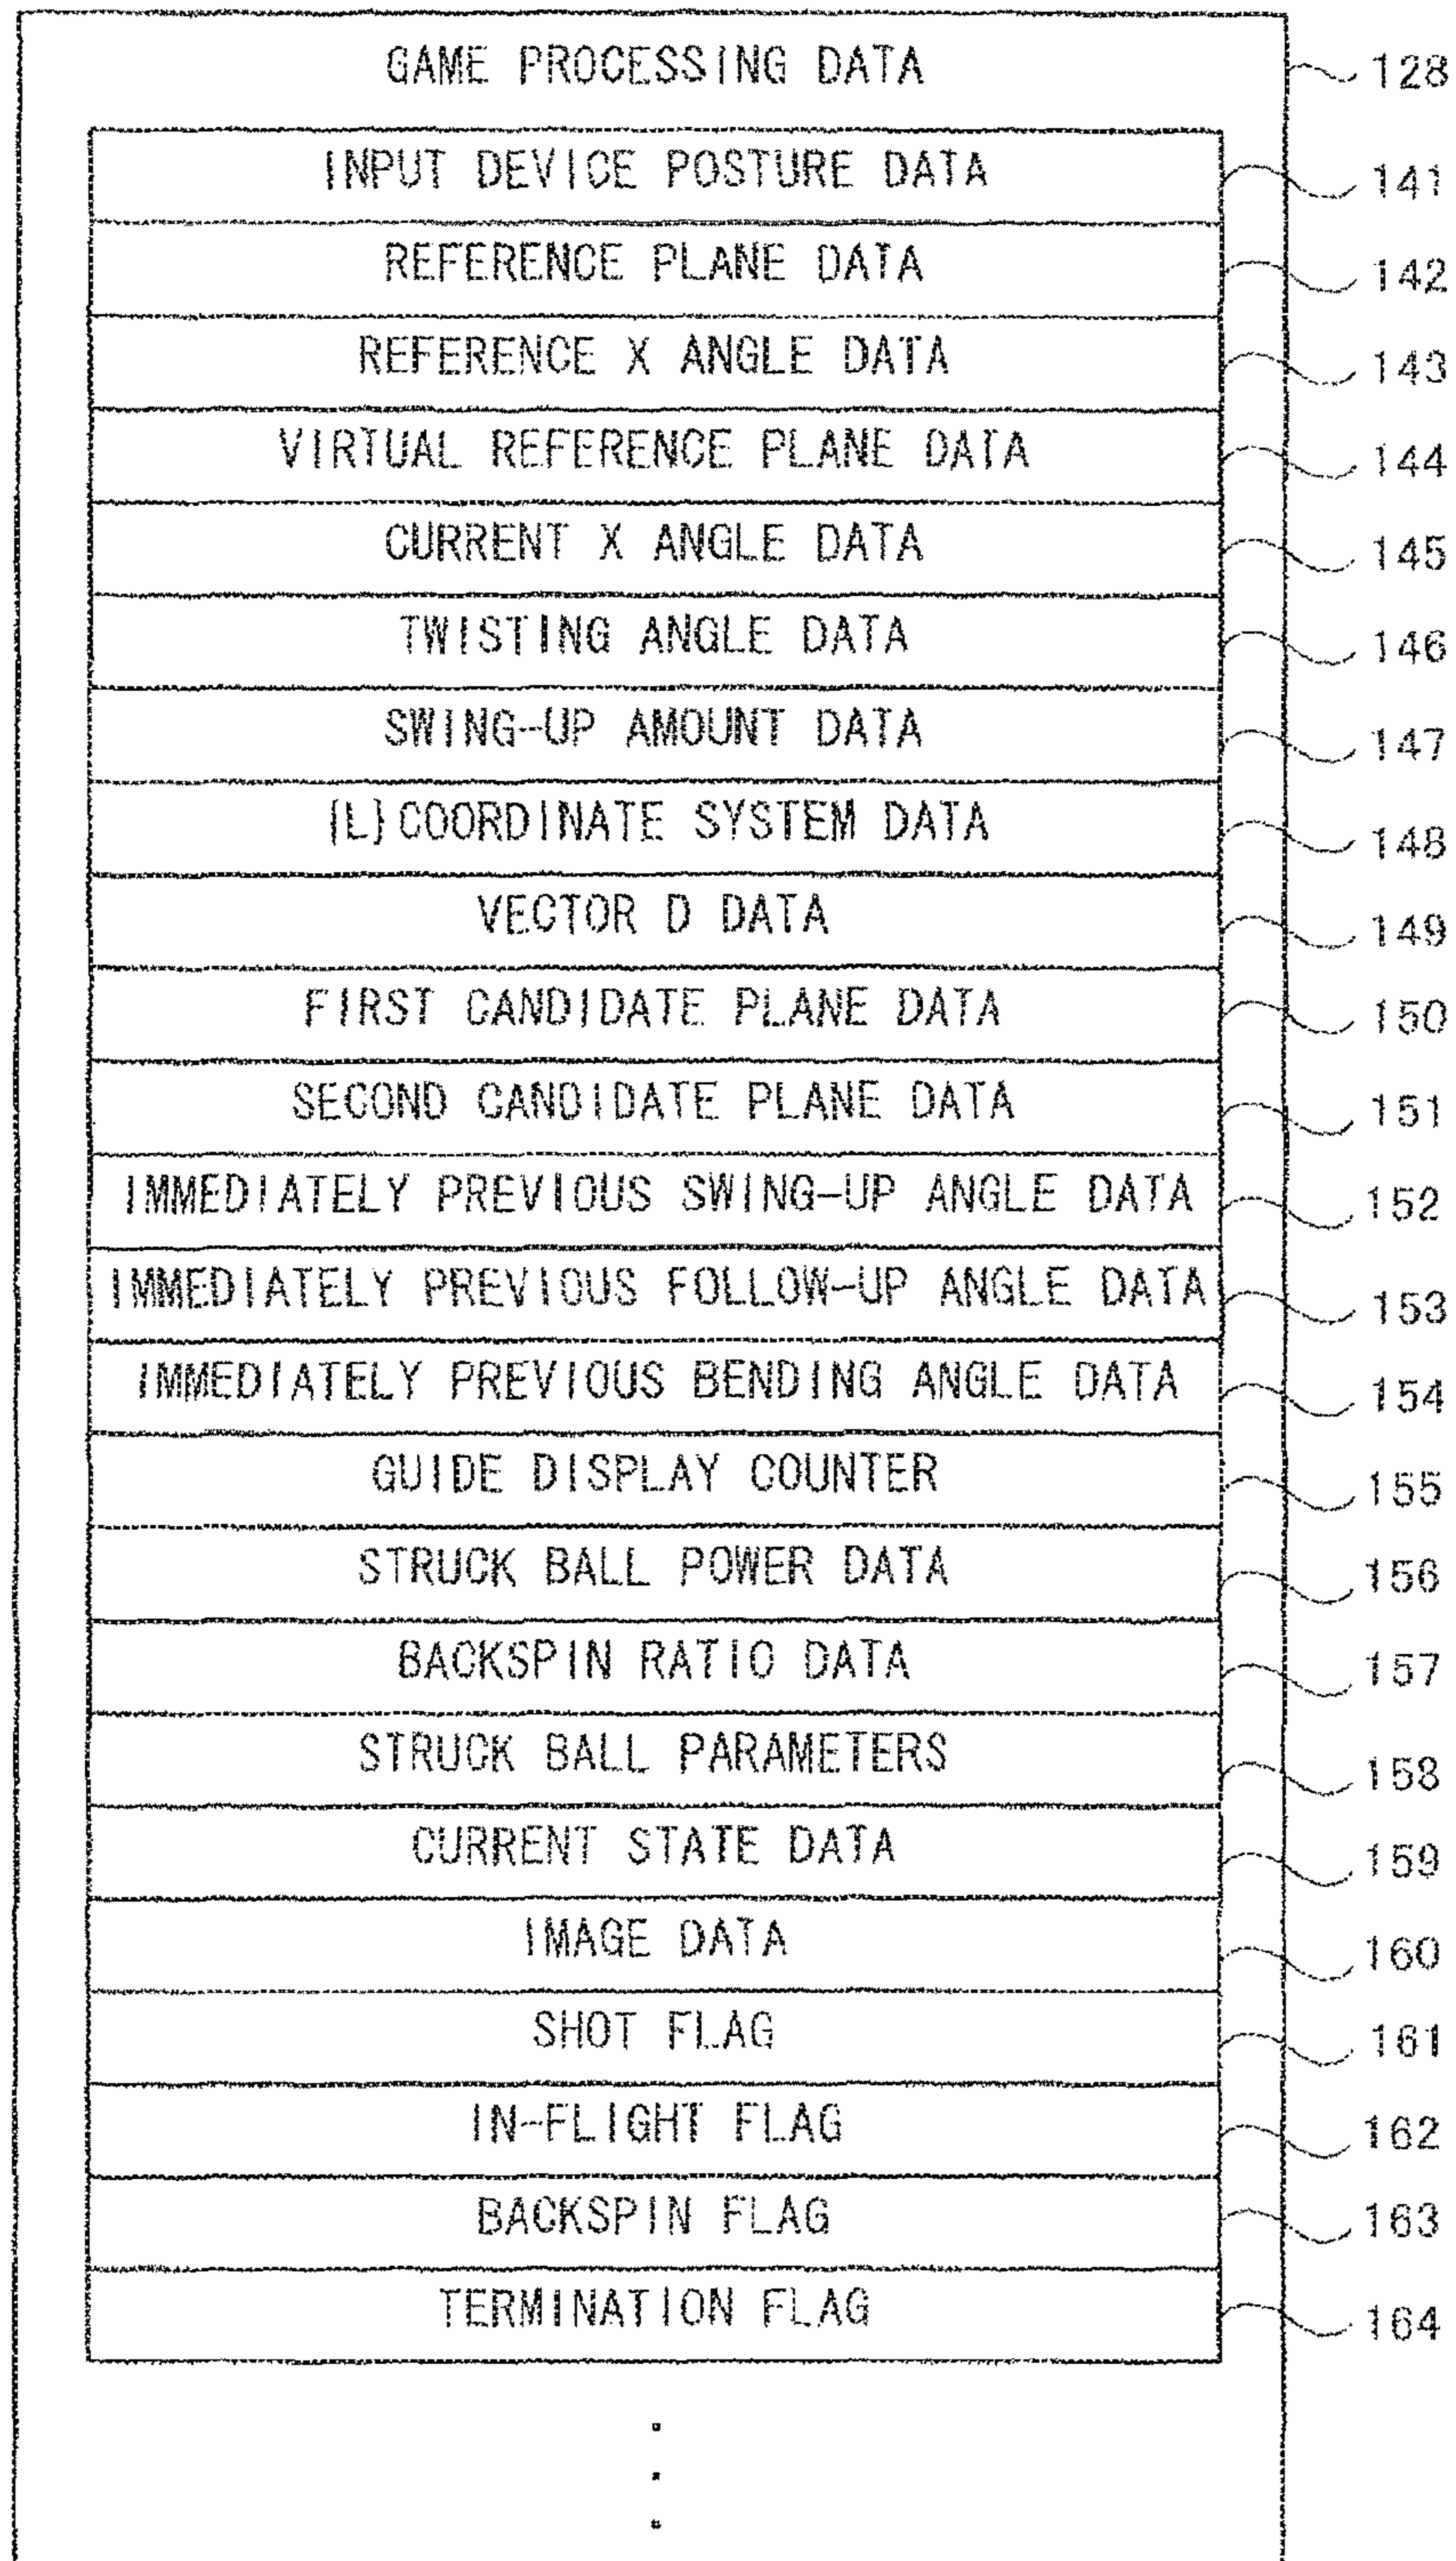 GAME PROCESSING DATA 128
INPUT DEVICE POSTURE DATA 141
REFERENCE PLANE DATA 142
REFERENCE X ANGLE DATA 143
VIRTUAL REFERENCE PLANE DATA 144
CURRENT X ANGLE DATA 145
TWISTING ANGLE DATA 146
SWING-UP AMOUNT DATA 147
{L} COORDINATE SYSTEM DATA 148
VECTOR D DATA 149
FIRST CANDIDATE PLANE DATA 150
SECOND CANDIDATE PLANE DATA 151
IMMEDIATELY PREVIOUS SWING-UP ANGLE DATA 152
IMMEDIATELY PREVIOUS FOLLOW-UP ANGLE DATA 153
IMMEDIATELY PREVIOUS BENDING ANGLE DATA 154
GUIDE DISPLAY COUNTER 155
STRUCK BALL POWER DATA 156
BACKSPIN RATIO DATA 157
STRUCK BALL PARAMETERS 158
CURRENT STATE DATA 159
IMAGE DATA 160
SHOT FLAG 161
IN-FLIGHT FLAG 162
BACKSPIN FLAG 163
TERMINATION FLAG 164